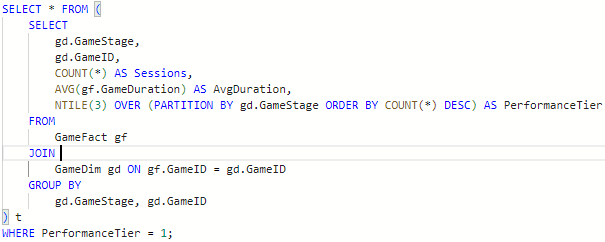 SELECT * FROM (
SELECT
gd.GameStage,
gd.GameID,
COUNT(*) AS Sessions,
AVG(gf.GameDuration) AS AvgDuration,
NTILE(3) OVER (PARTITION BY gd.GameStage ORDER BY COUNT(*) DESC) AS PerformanceTier
FROM
GameFact gf
JOIN
GameDim gd ON gf.GameID = gd.GameID
GROUP BY
gd.GameStage, gd.GameID
) t
WHERE PerformanceTier = 1;